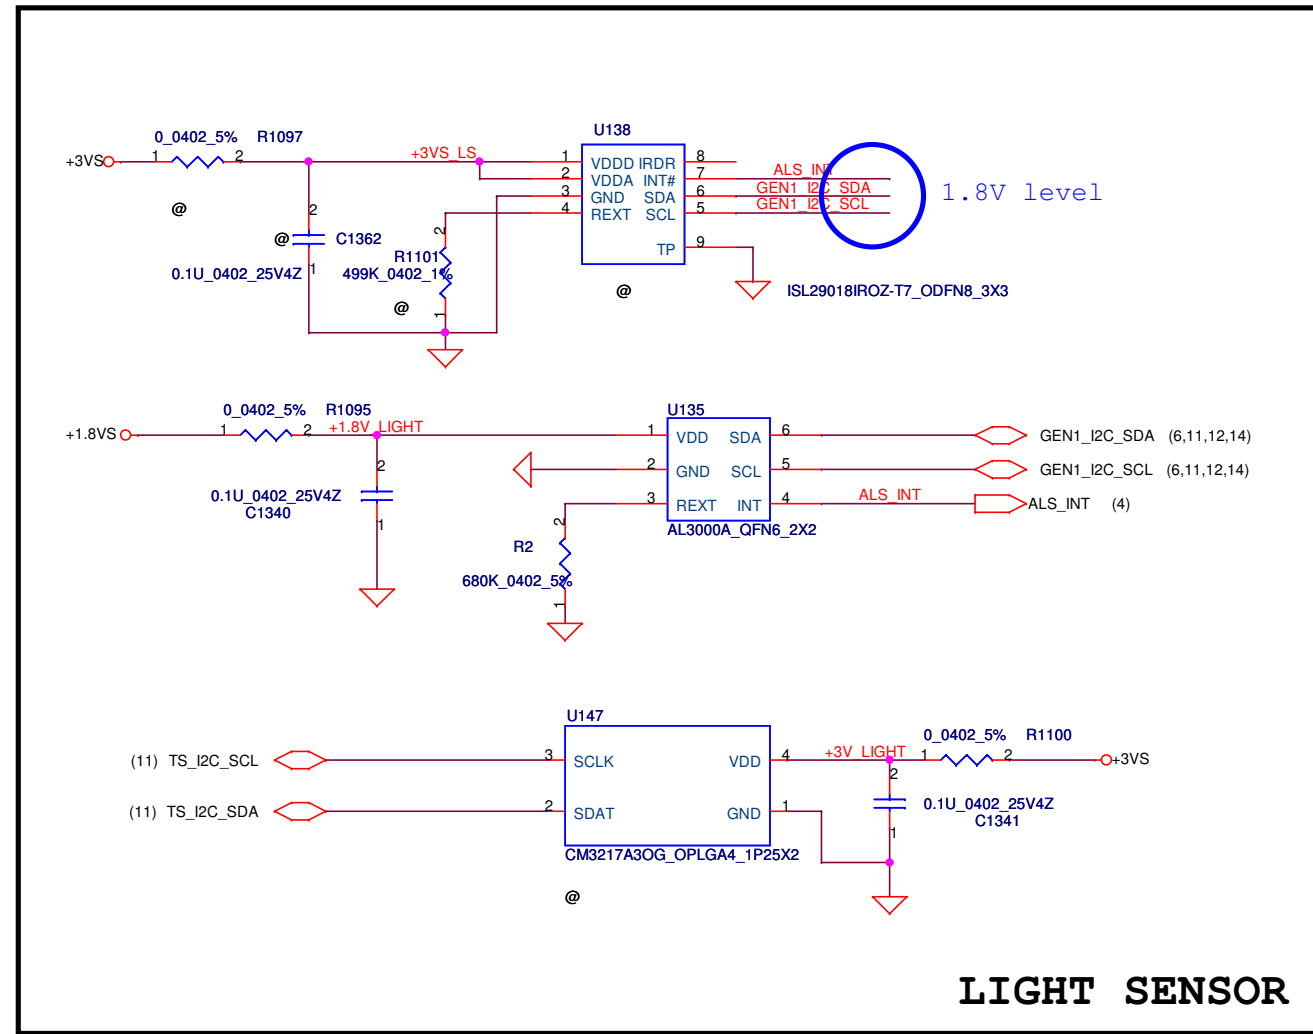 0_0402_5% R1097
+3VS 1 2 +3VS_LS
@
2
@ C1362
0.1U_0402_25V4Z 1
2
R1101
499K_0402_1%
@
1
U138
1 VDDD IRDR 8
2 VDDA INT# 7 ALS_INT
3 GND SDA 6 GEN1_I2C_SDA
4 REXT SCL 5 GEN1_I2C_SCL
TP 9
1.8V level
@ ISL29018IROZ-T7_ODFN8_3X3
0_0402_5% R1095
+1.8VS 1 2 +1.8V_LIGHT
2
0.1U_0402_25V4Z
C1340
1
U135
1 VDD SDA 6 GEN1_I2C_SDA (6,11,12,14)
2 GND SCL 5 GEN1_I2C_SCL (6,11,12,14)
3 REXT INT 4 ALS_INT ALS_INT (4)
AL3000A_QFN6_2X2
2
R2
680K_0402_5%
1
U147
(11) TS_I2C_SCL 3 SCLK VDD 4 +3V_LIGHT
(11) TS_I2C_SDA 2 SDAT GND 1
CM3217A3OG_OPLGA4_1P25X2
@
0_0402_5% R1100
1 2 +3VS
2
0.1U_0402_25V4Z
C1341
1
LIGHT SENSOR